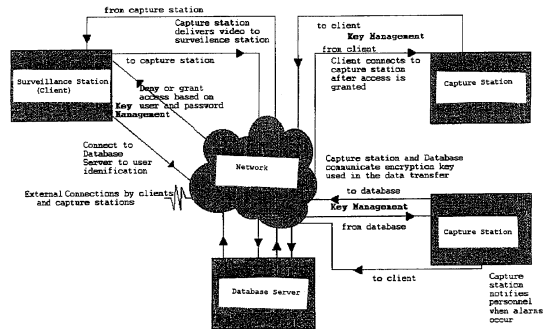 from capture station
Capture station
delivers video to
surveilence station
to capture station
Surveillance Station
(Client)
Deny or grant
access based on
Key user and password
Management
Connect to
Database
Server to user
idenification
External Connections by clients
and capture stations
Network
to client
Key Management
from client
Client connects to
capture station
after access is
granted
Capture Station
Capture station and Database
communicate encryption key
used in the data transfer
to database
Key Management
from database
Capture Station
to client
Capture
station
notifies
personnel
when alarms
occur
Database Server